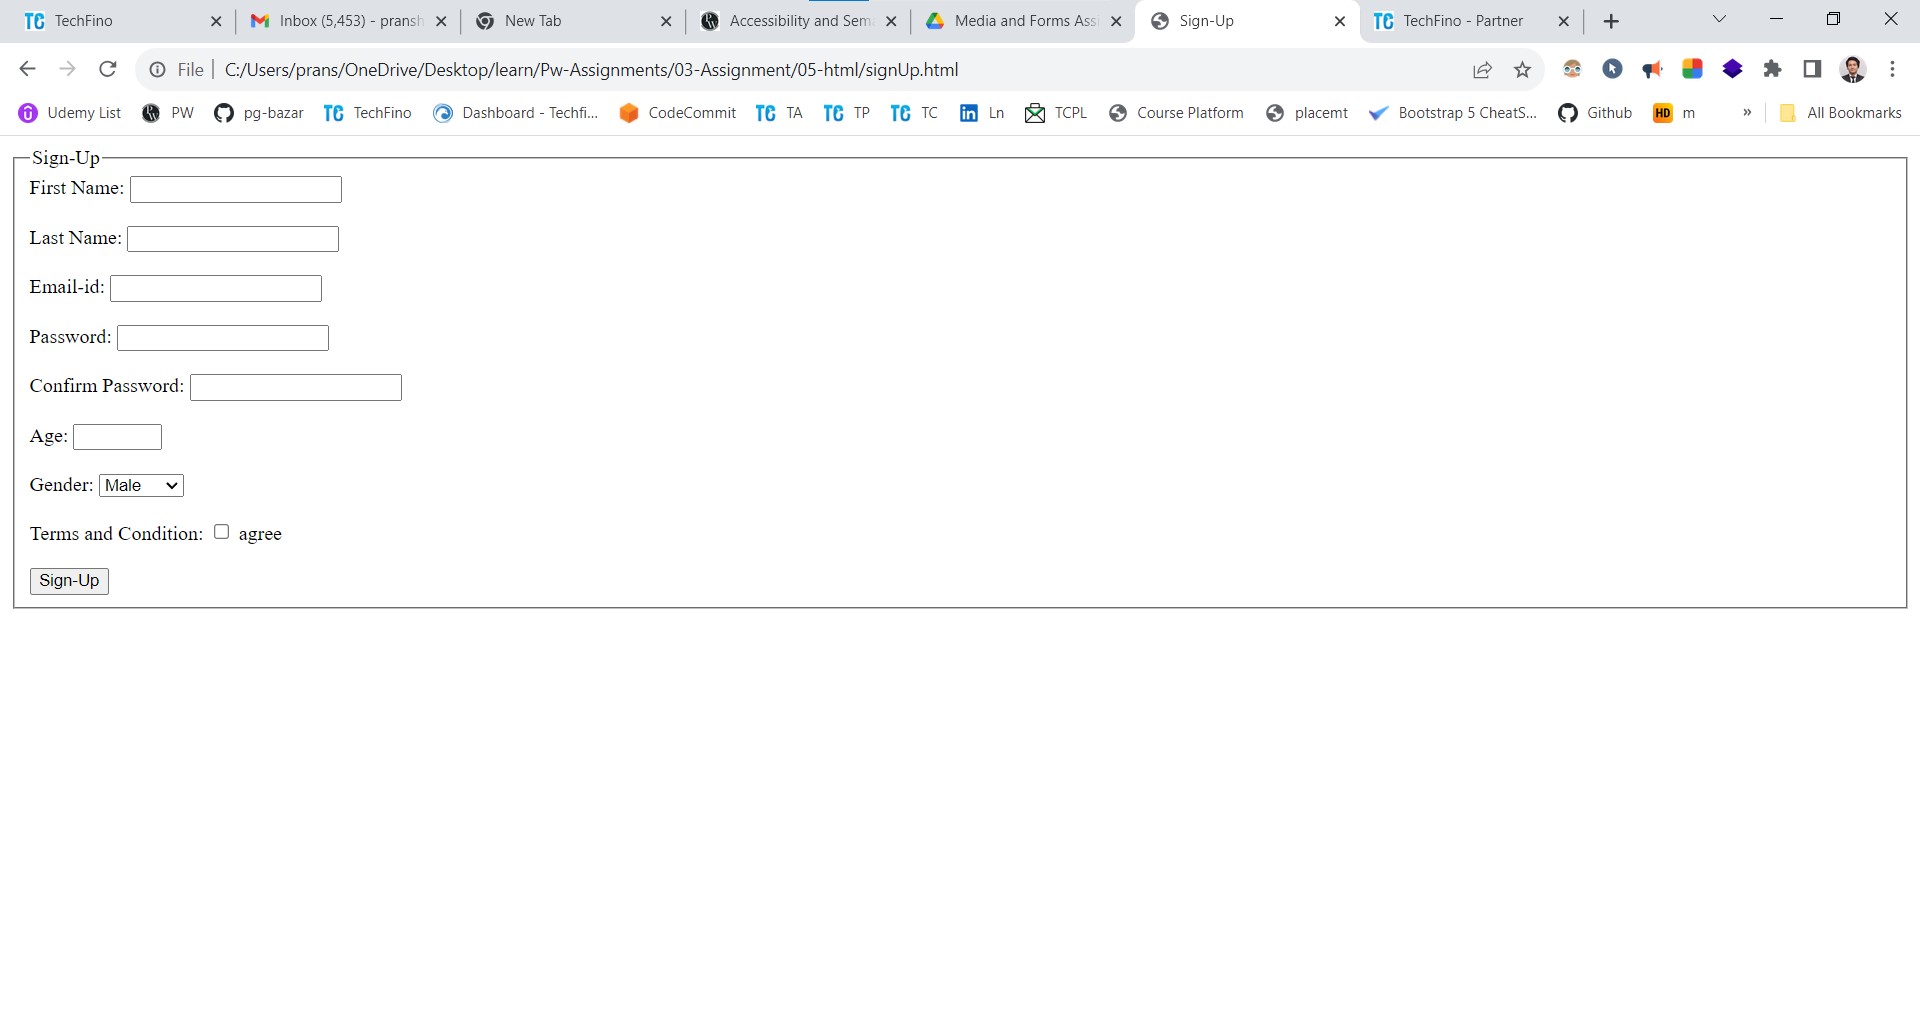 TechFino
Inbox (5,453) - pransh
New Tab
Accessibility and Sem
Media and Forms Assi
Sign-Up
TechFino - Partner
File C:/Users/prans/OneDrive/Desktop/learn/Pw-Assignments/03-Assignment/05-html/signUp.html
Udemy List PW pg-bazar TechFino Dashboard - Techfi... CodeCommit TA TP TC Ln TCPL Course Platform placemt Bootstrap 5 CheatS... Github HD m » All Bookmarks
Sign-Up
First Name:
Last Name:
Email-id:
Password:
Confirm Password:
Age:
Gender: Male
Terms and Condition: agree
Sign-Up